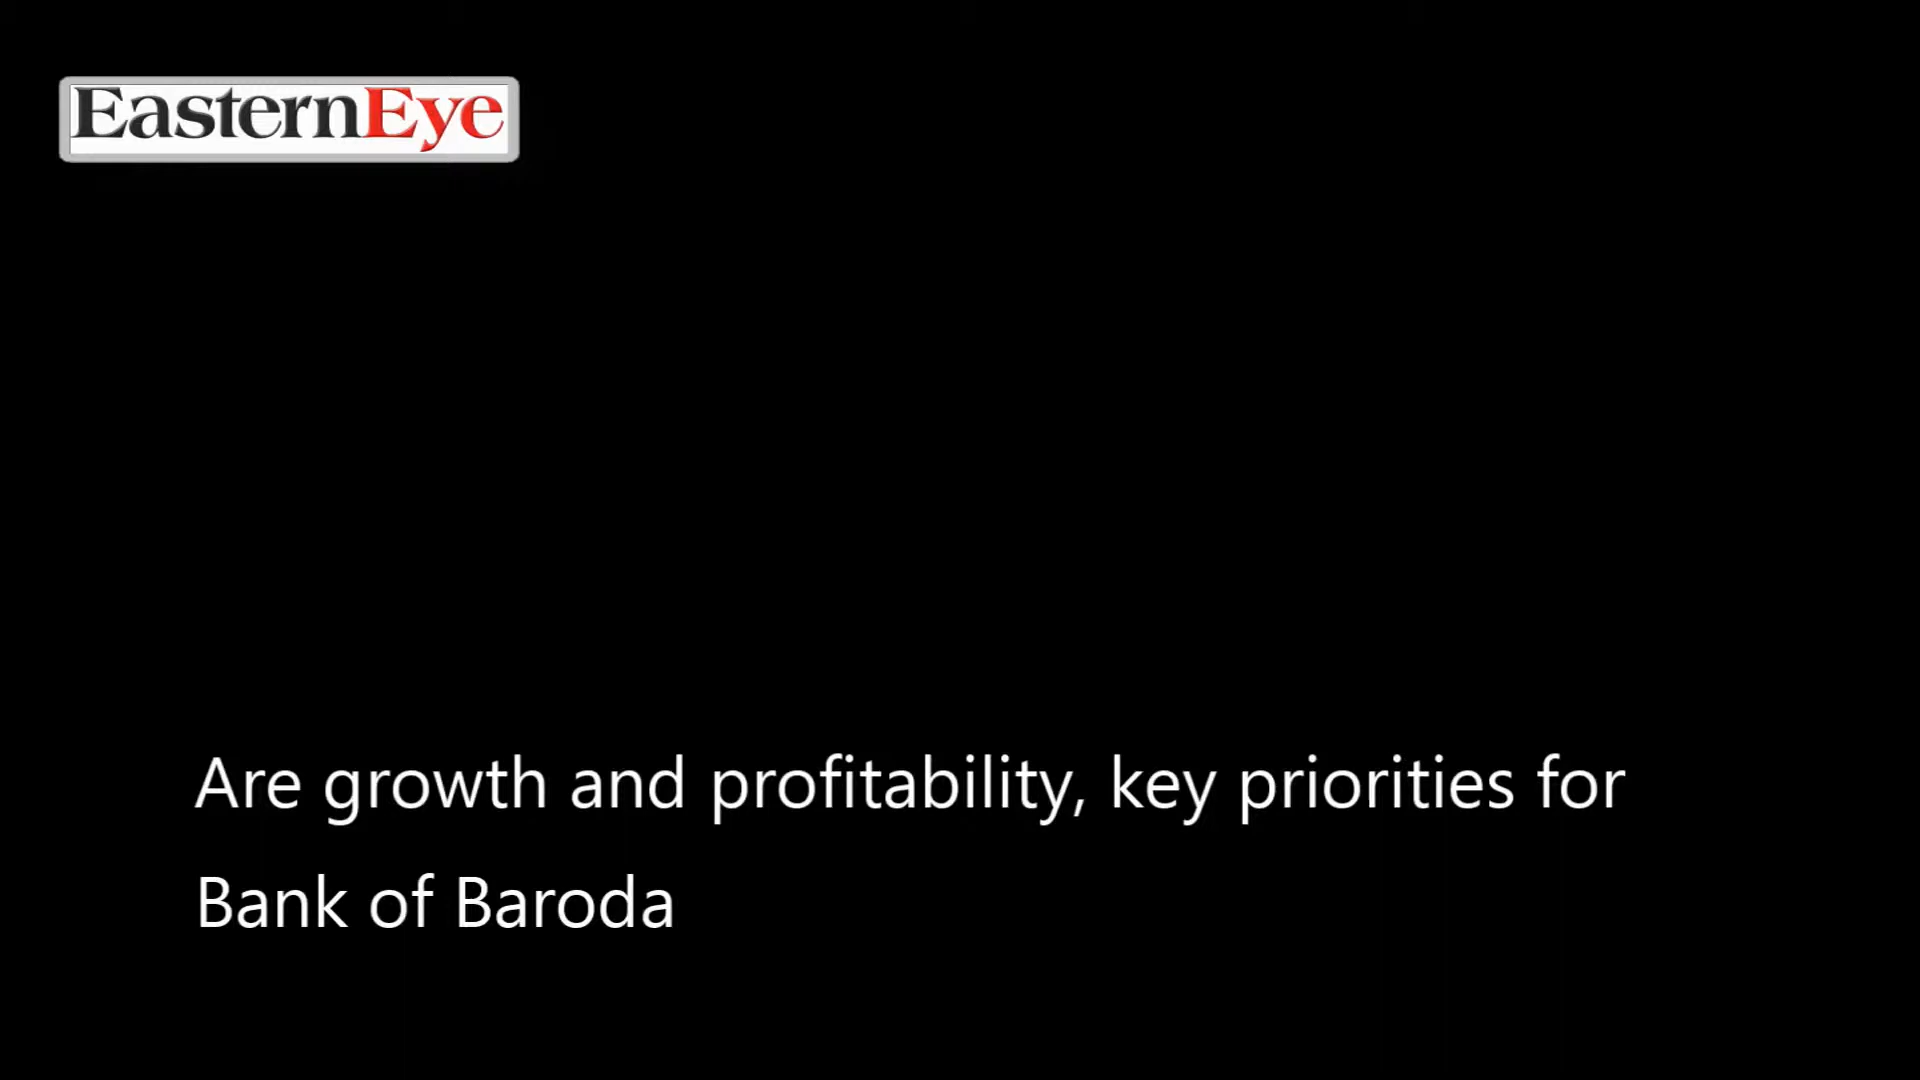 EasternEye
Are growth and profitability, key priorities for
Bank of Baroda